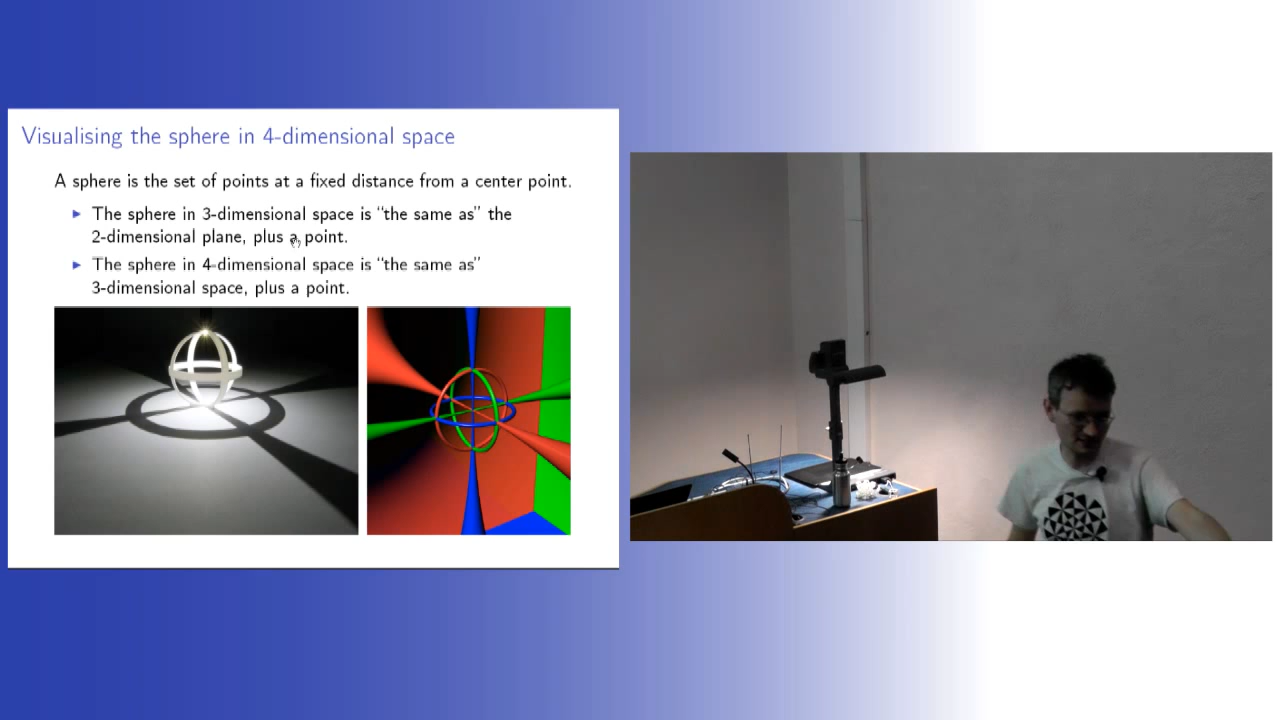 Visualising the sphere in 4-dimensional space
A sphere is the set of points at a fixed distance from a center point.
The sphere in 3-dimensional space is “the same as” the
2-dimensional plane, plus a point.
The sphere in 4-dimensional space is “the same as”
3-dimensional space, plus a point.